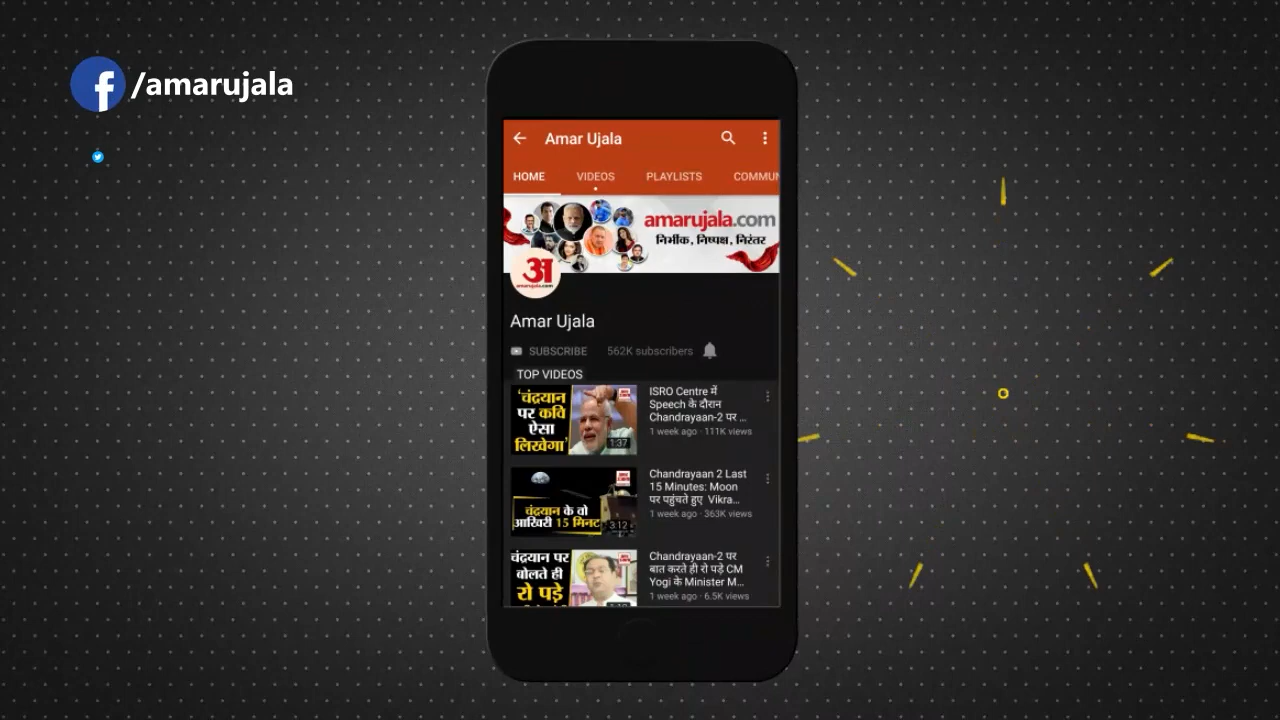 /amarujala
Amar Ujala
HOME VIDEOS PLAYLISTS COMMUN
amarujala.com
निर्भीक, निष्पक्ष, निरंतर
अ
amarujala.com
Amar Ujala
SUBSCRIBE 562K subscribers
TOP VIDEOS
'चंद्रयान
पर कवि
ऐसा
लिखेगा'
1:37
ISRO Centre में
Speech के दौरान
Chandrayaan-2 पर ...
1 week ago · 111K views
चंद्रयान के वो
आखिरी 15 मिनट
3:12
Chandrayaan 2 Last
15 Minutes: Moon
पर पहुंचते हुए Vikra...
1 week ago · 363K views
चंद्रयान पर
बोलते ही
रो पड़े
Chandrayaan-2 पर
बात करते ही रो पड़े CM
Yogi के Minister M...
1 week ago · 6.5K views